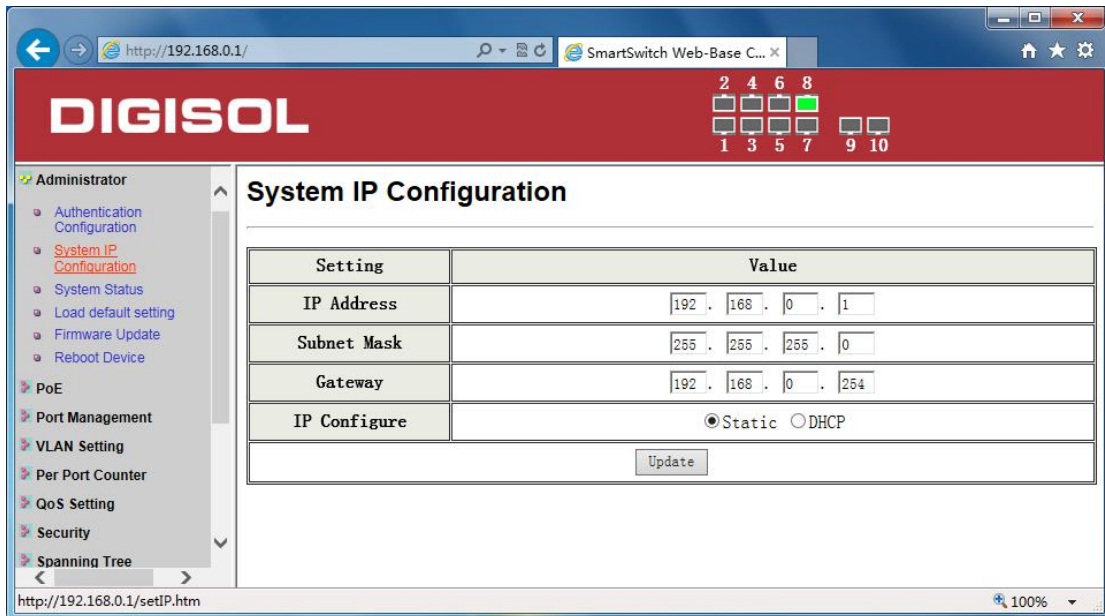 http://192.168.0.1/
SmartSwitch Web-Base C...
DIGISOL
2 4 6 8
1 3 5 7 9 10
Administrator
Authentication
Configuration
System IP
Configuration
System Status
Load default setting
Firmware Update
Reboot Device
PoE
Port Management
VLAN Setting
Per Port Counter
QoS Setting
Security
Spanning Tree
System IP Configuration
Setting Value
IP Address 192 . 168 . 0 . 1
Subnet Mask 255 . 255 . 255 . 0
Gateway 192 . 168 . 0 . 254
IP Configure Static DHCP
Update
http://192.168.0.1/setIP.htm
100%